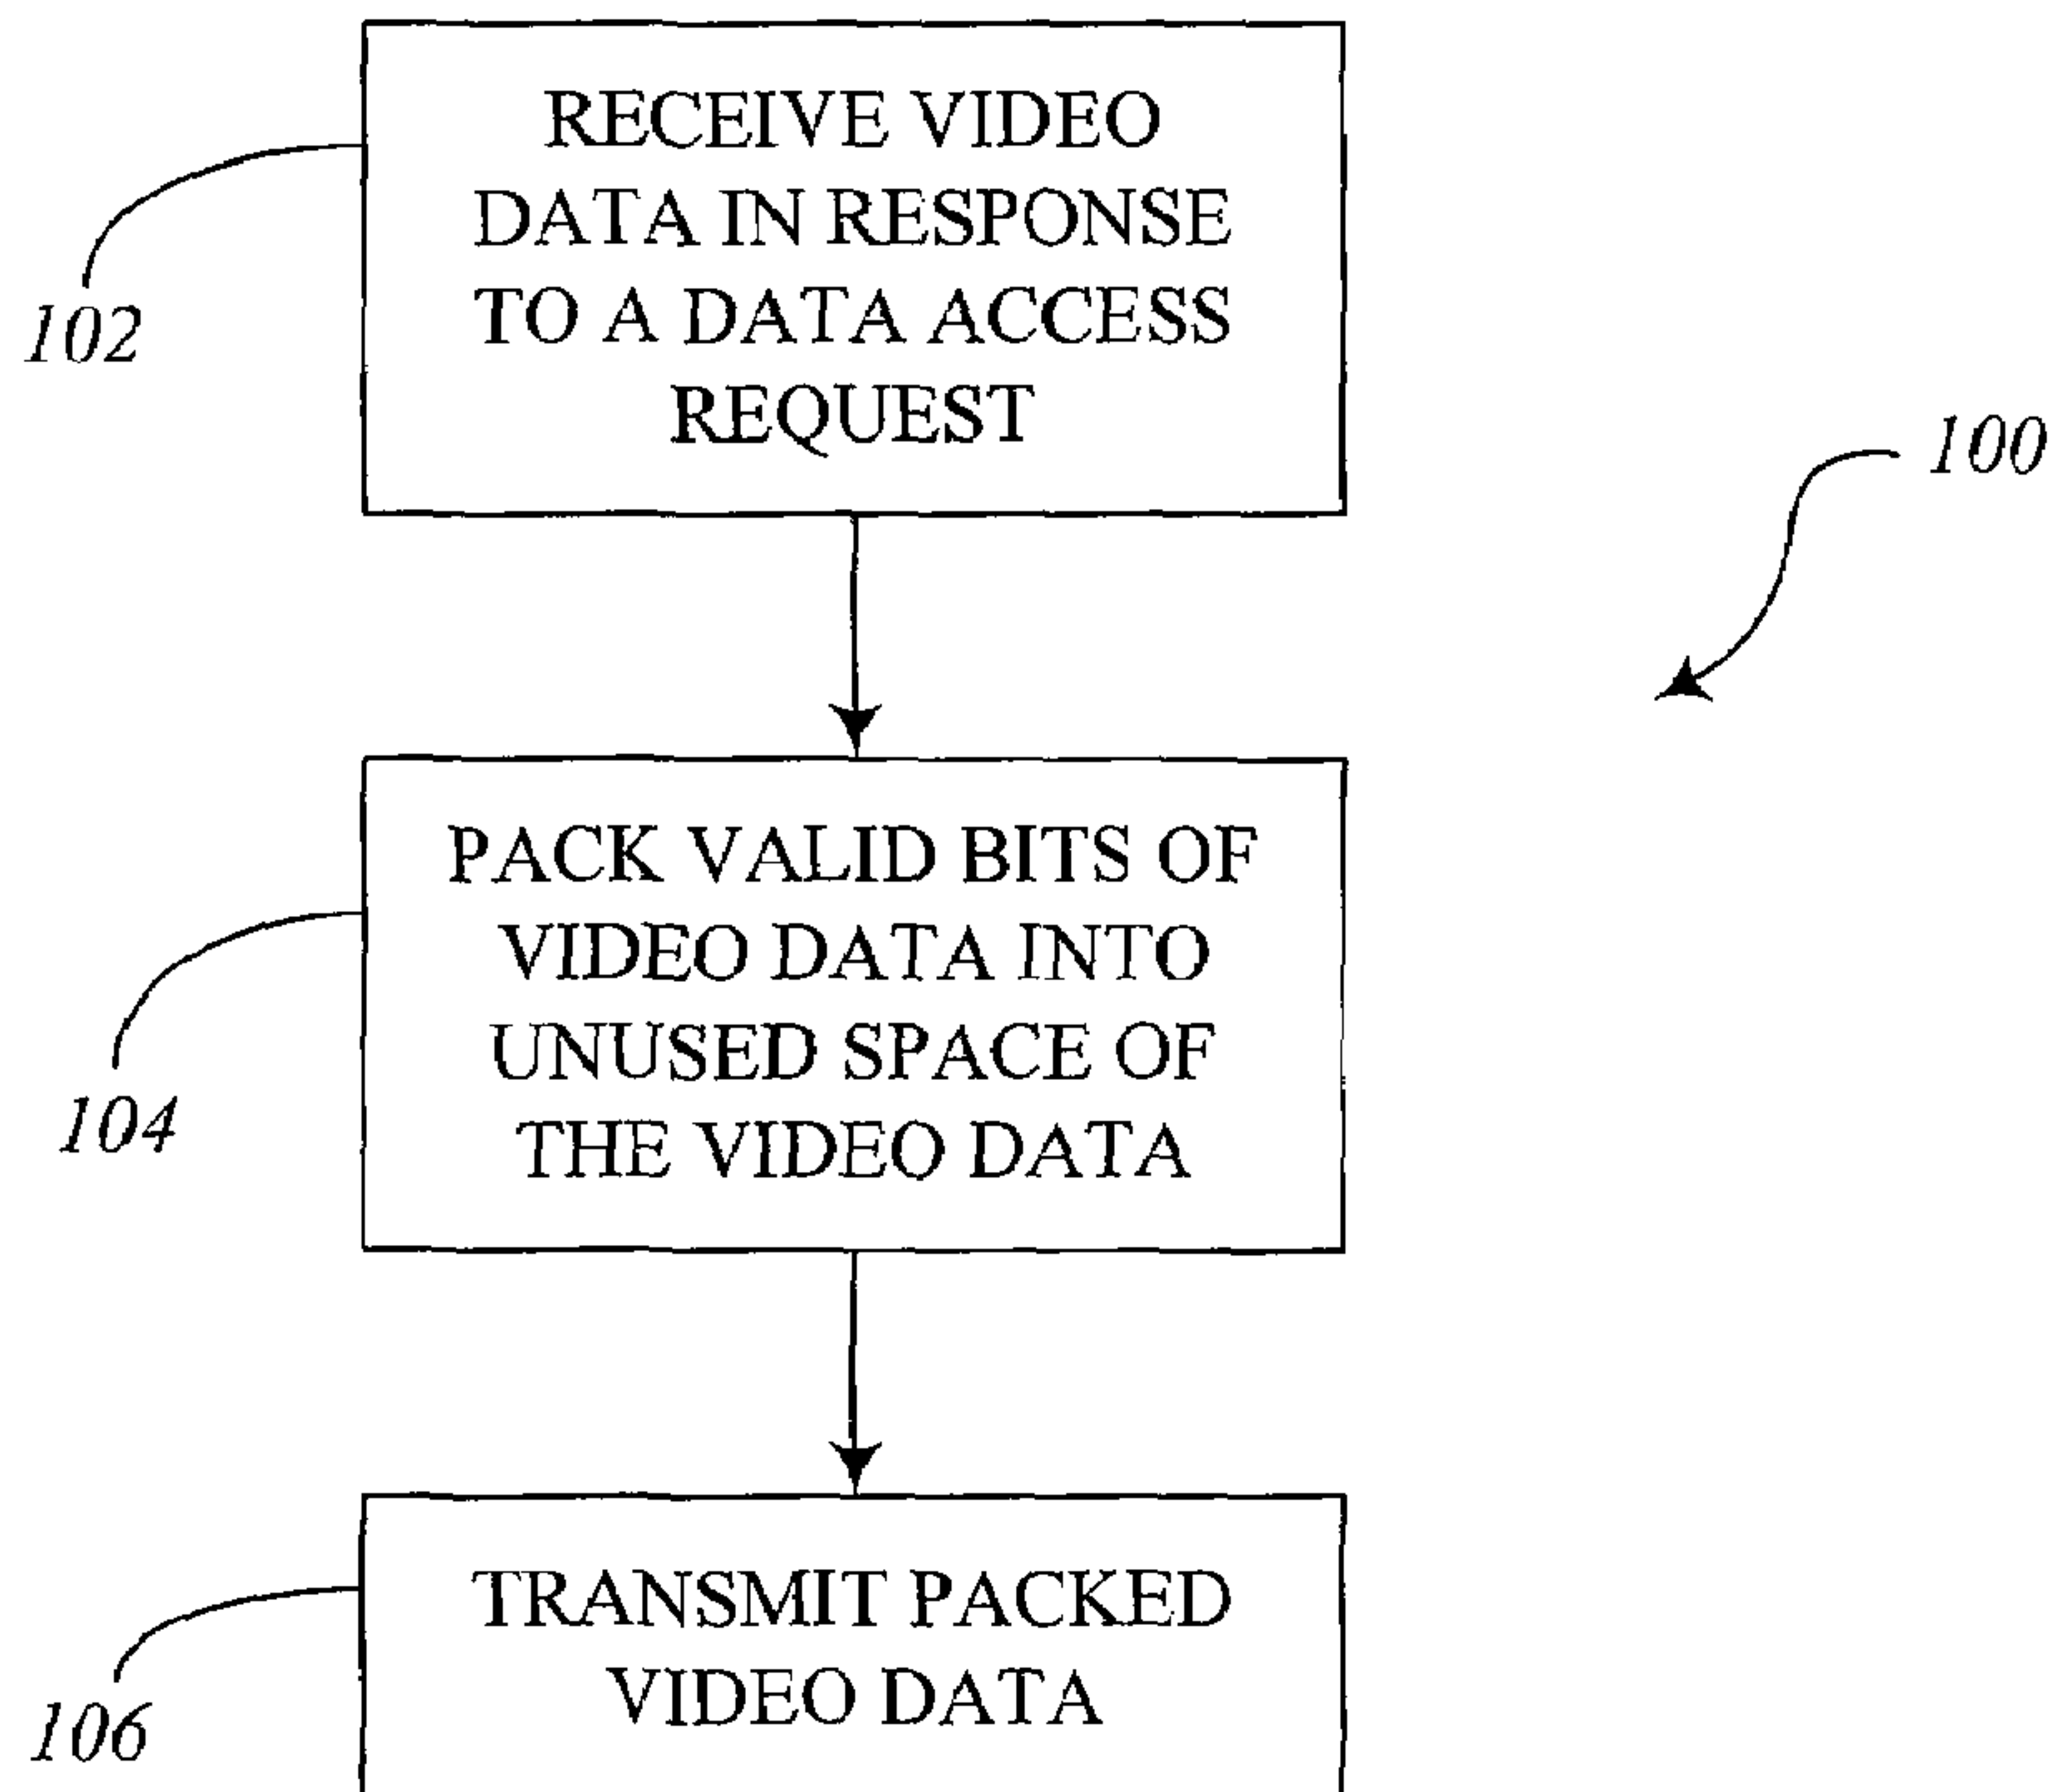 RECEIVE VIDEO
DATA IN RESPONSE
TO A DATA ACCESS
REQUEST
102
100
PACK VALID BITS OF
VIDEO DATA INTO
UNUSED SPACE OF
THE VIDEO DATA
104
TRANSMIT PACKED
VIDEO DATA
106